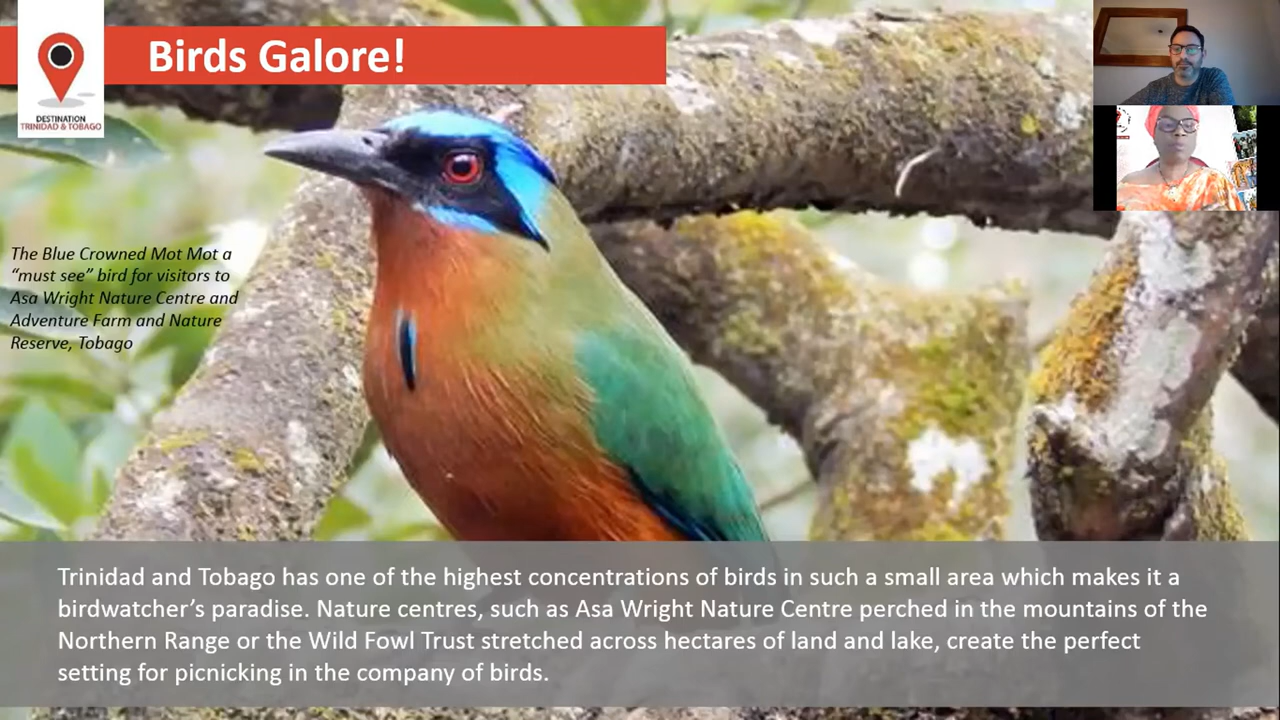 Birds Galore!
DESTINATION
TRINIDAD & TOBAGO
The Blue Crowned Mot Mot a
“must see” bird for visitors to
Asa Wright Nature Centre and
Adventure Farm and Nature
Reserve, Tobago
Trinidad and Tobago has one of the highest concentrations of birds in such a small area which makes it a
birdwatcher’s paradise. Nature centres, such as Asa Wright Nature Centre perched in the mountains of the
Northern Range or the Wild Fowl Trust stretched across hectares of land and lake, create the perfect
setting for picnicking in the company of birds.